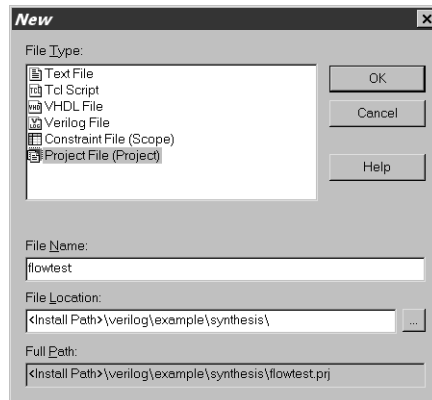 New
File Type:
Text File
Tcl Script
VHDL File
Verilog File
Constraint File (Scope)
Project File (Project)
OK
Cancel
Help
File Name:
flowtest
File Location:
<Install Path>\verilog\example\synthesis\
...
Full Path:
<Install Path>\verilog\example\synthesis\flowtest.prj